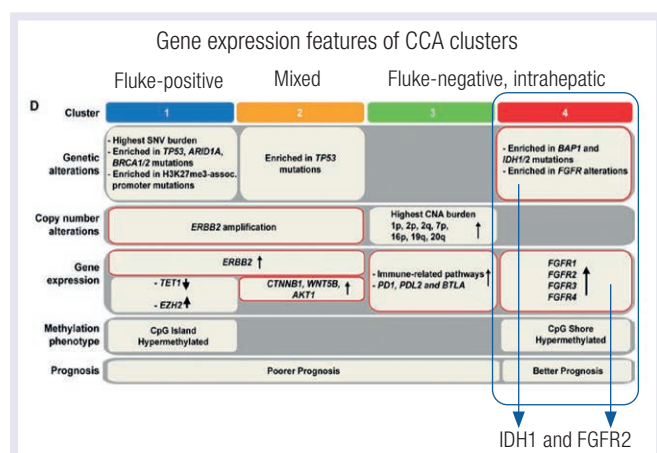 Gene expression features of CCA clusters
Fluke-positive Mixed Fluke-negative, intrahepatic
D
Cluster 1 2 3 4
Genetic alterations
- Highest SNV burden
- Enriched in TP53, ARID1A,
BRCA1/2 mutations
- Enriched in H3K27me3-assoc.
promoter mutations
Enriched in TP53
mutations
- Enriched in BAP1 and
IDH1/2 mutations
- Enriched in FGFR alterations
Copy number
alterations
ERBB2 amplification
Highest CNA burden
1p, 2p, 2q, 7p,
16p, 19q, 20q
Gene
expression
ERBB2
- TET1
- EZH2
CTNNB1, WNT5B,
AKT1
- Immune-related pathways
- PD1, PDL2 and BTLA
FGFR1
FGFR2
FGFR3
FGFR4
Methylation
phenotype
CpG Island
Hypermethylated
CpG Shore
Hypermethylated
Prognosis
Poorer Prognosis
Better Prognosis
IDH1 and FGFR2